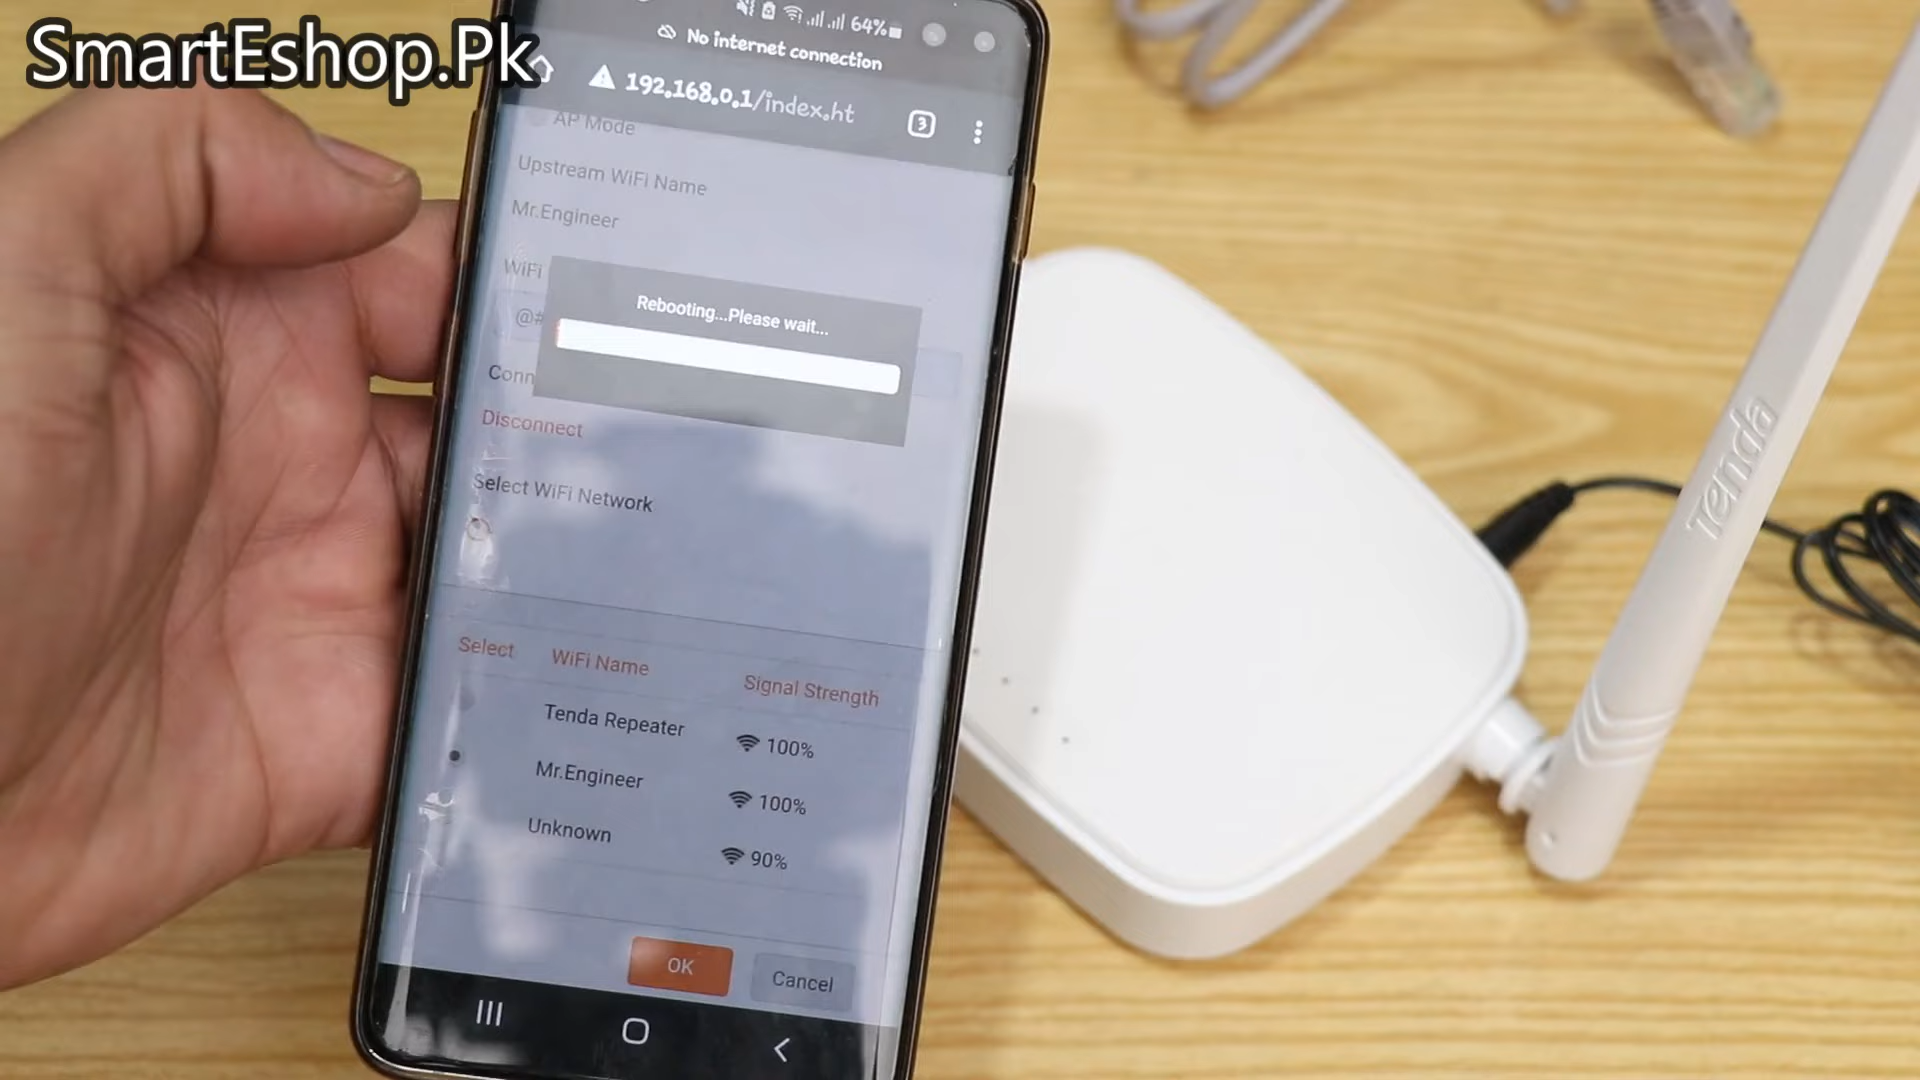 SmartEshop.Pk
64%
No internet connection
192.168.0.1/index.ht
3
AP Mode
Upstream WiFi Name
Mr.Engineer
WiFi
@#
Rebooting...Please wait...
Conn
Disconnect
Select WiFi Network
Select WiFi Name Signal Strength
Tenda Repeater 100%
Mr.Engineer 100%
Unknown 90%
OK Cancel
Tenda